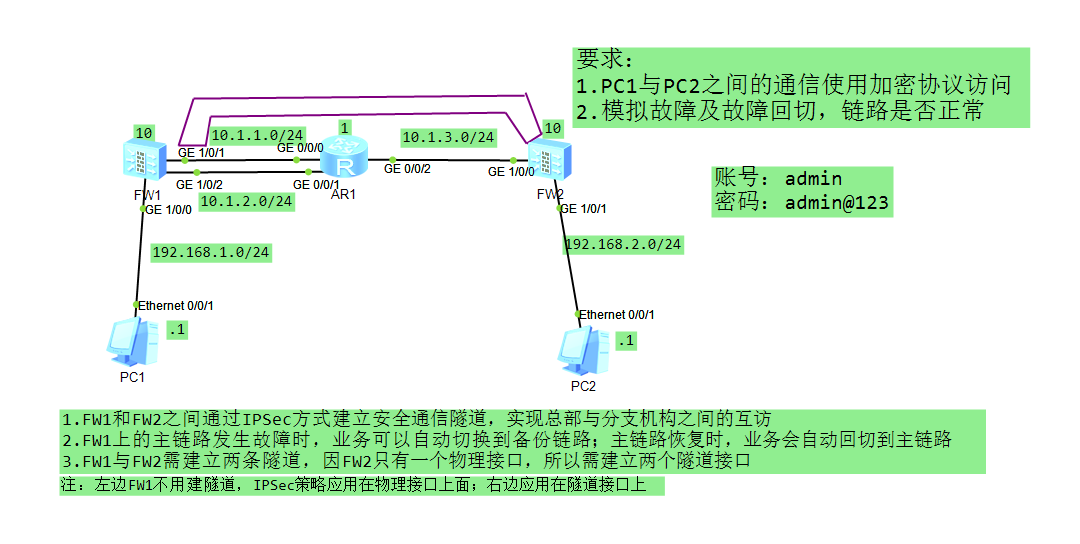 要求：
1.PC1与PC2之间的通信使用加密协议访问
2.模拟故障及故障回切，链路是否正常
10
10.1.1.0/24
1
10.1.3.0/24
10
GE 1/0/1
GE 0/0/0
GE 0/0/2
GE 1/0/0
GE 1/0/2
GE 0/0/1
R
FW1
AR1
FW2
10.1.2.0/24
GE 1/0/0
GE 1/0/1
账号：admin
密码：admin@123
192.168.1.0/24
192.168.2.0/24
Ethernet 0/0/1
Ethernet 0/0/1
.1
.1
PC1
PC2
1.FW1和FW2之间通过IPSec方式建立安全通信隧道，实现总部与分支机构之间的互访
2.FW1上的主链路发生故障时，业务可以自动切换到备份链路；主链路恢复时，业务会自动回切到主链路
3.FW1与FW2需建立两条隧道，因FW2只有一个物理接口，所以需建立两个隧道接口
注：左边FW1不用建隧道，IPSec策略应用在物理接口上面；右边应用在隧道接口上